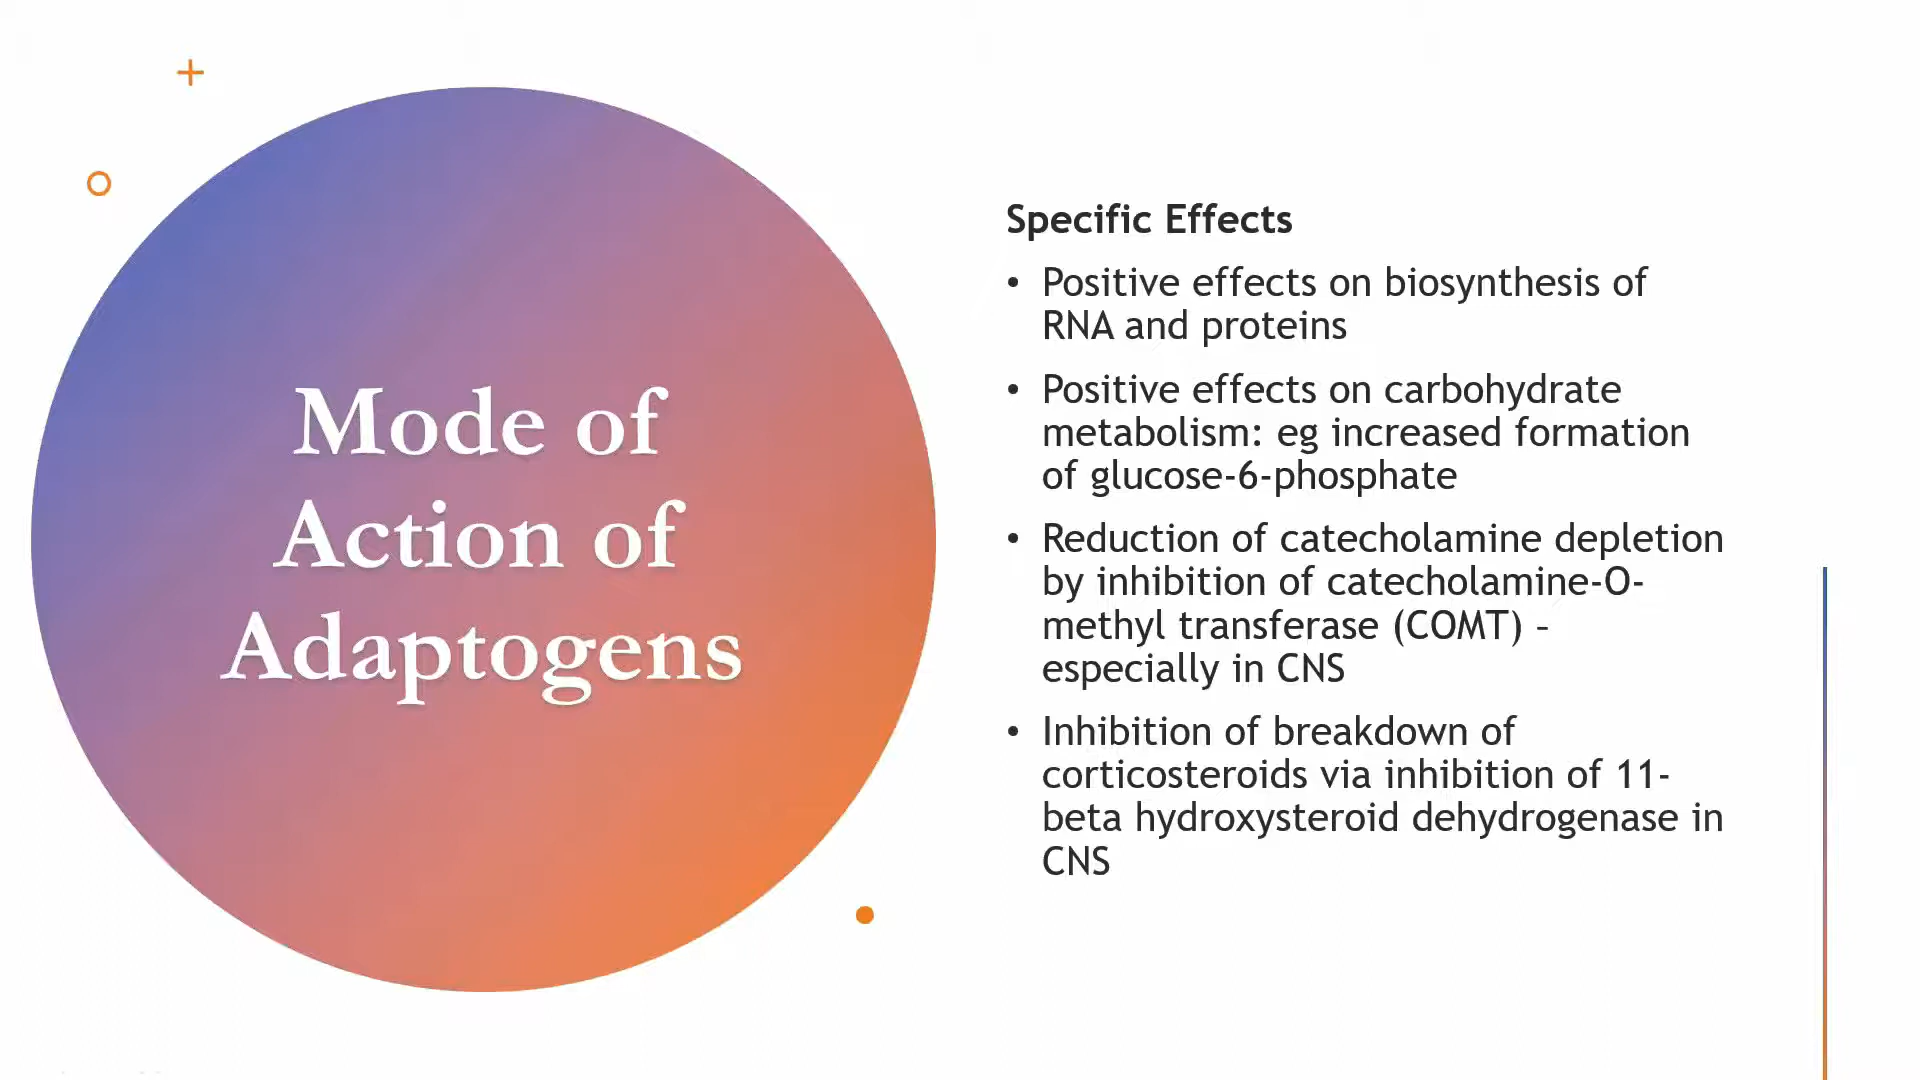 Mode of
Action of
Adaptogens
Specific Effects
• Positive effects on biosynthesis of
RNA and proteins
• Positive effects on carbohydrate
metabolism: eg increased formation
of glucose-6-phosphate
• Reduction of catecholamine depletion
by inhibition of catecholamine-O-
methyl transferase (COMT) –
especially in CNS
• Inhibition of breakdown of
corticosteroids via inhibition of 11-
beta hydroxysteroid dehydrogenase in
CNS